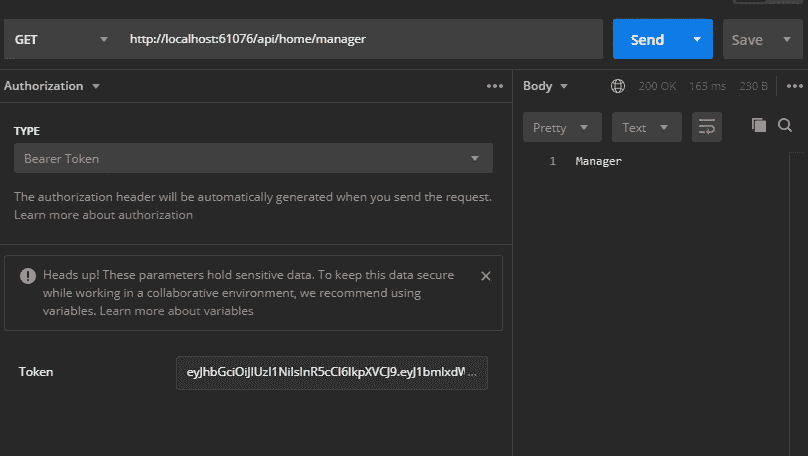 GET http://localhost:61076/api/home/manager Send Save
Authorization
Body 200 OK 163 ms 230 B
TYPE
Bearer Token
The authorization header will be automatically generated when you send the request.
Learn more about authorization
Pretty Text
1 Manager
Heads up! These parameters hold sensitive data. To keep this data secure
while working in a collaborative environment, we recommend using
variables. Learn more about variables
Token